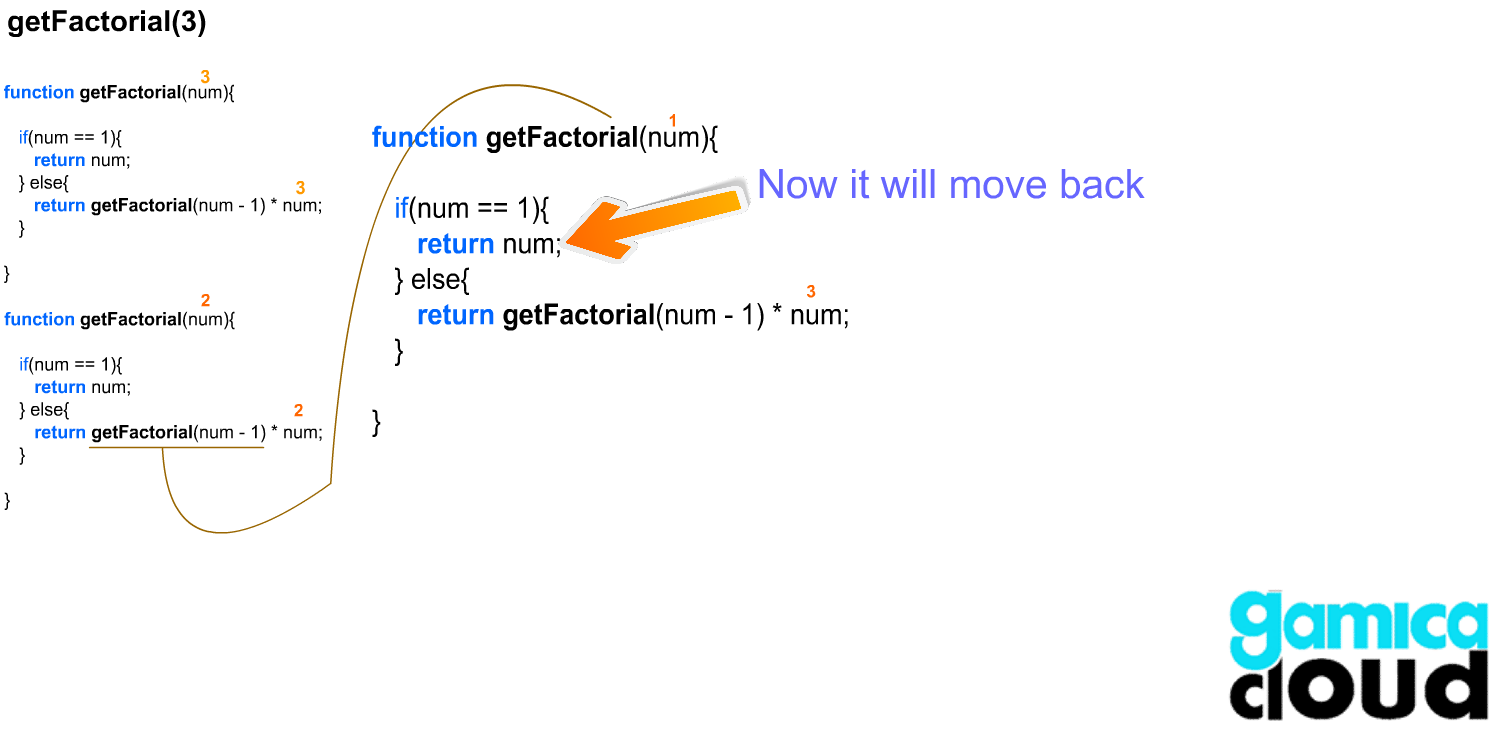 getFactorial(3)
3
function getFactorial(num){
if(num == 1){
return num;
} else{
3
return getFactorial(num - 1) * num;
}
}
2
function getFactorial(num){
if(num == 1){
return num;
} else{
2
return getFactorial(num - 1) * num;
}
}
1
function getFactorial(num){
Now it will move back
if(num == 1){
return num;
} else{
3
return getFactorial(num - 1) * num;
}
}
gamica
cloud